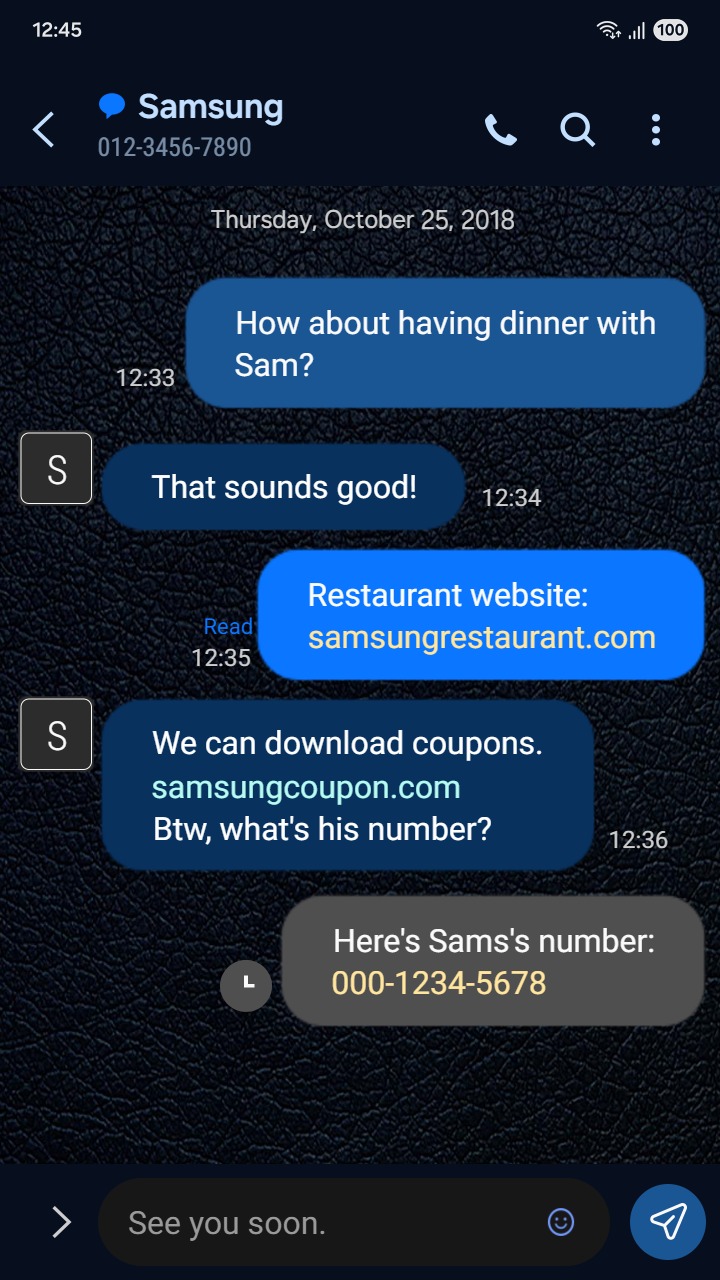 12:45
100
Samsung
012-3456-7890
Thursday, October 25, 2018
How about having dinner with
Sam?
12:33
S
That sounds good!
12:34
Restaurant website:
samsungrestaurant.com
Read
12:35
S
We can download coupons.
samsungcoupon.com
Btw, what's his number?
12:36
Here's Sams's number:
000-1234-5678
See you soon.